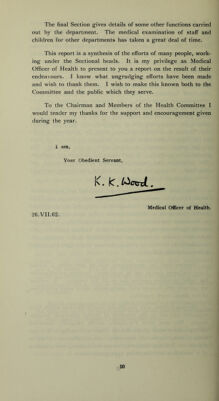 The final Section gives details of some other functions carried
out by the department. The medical examination of staff and
children for other departments has taken a great deal of time.
This report is a synthesis of the efforts of many people, work-
ing under the Sectional heads. It is my privilege as Medical
Officer of Health to present to you a report on the result of their
endeavours. I know what ungrudging efforts have been made
and wish to thank them. I wish to make this known both to the
Committee and the public which they serve.
To the Chairman and Members of the Health Committee I
would tender my thanks for the support and encouragement given
during the year.
I am,
Your Obedient Servant,
K. K. Wood.
Medical Officer of Health.
26.VII.62.
10